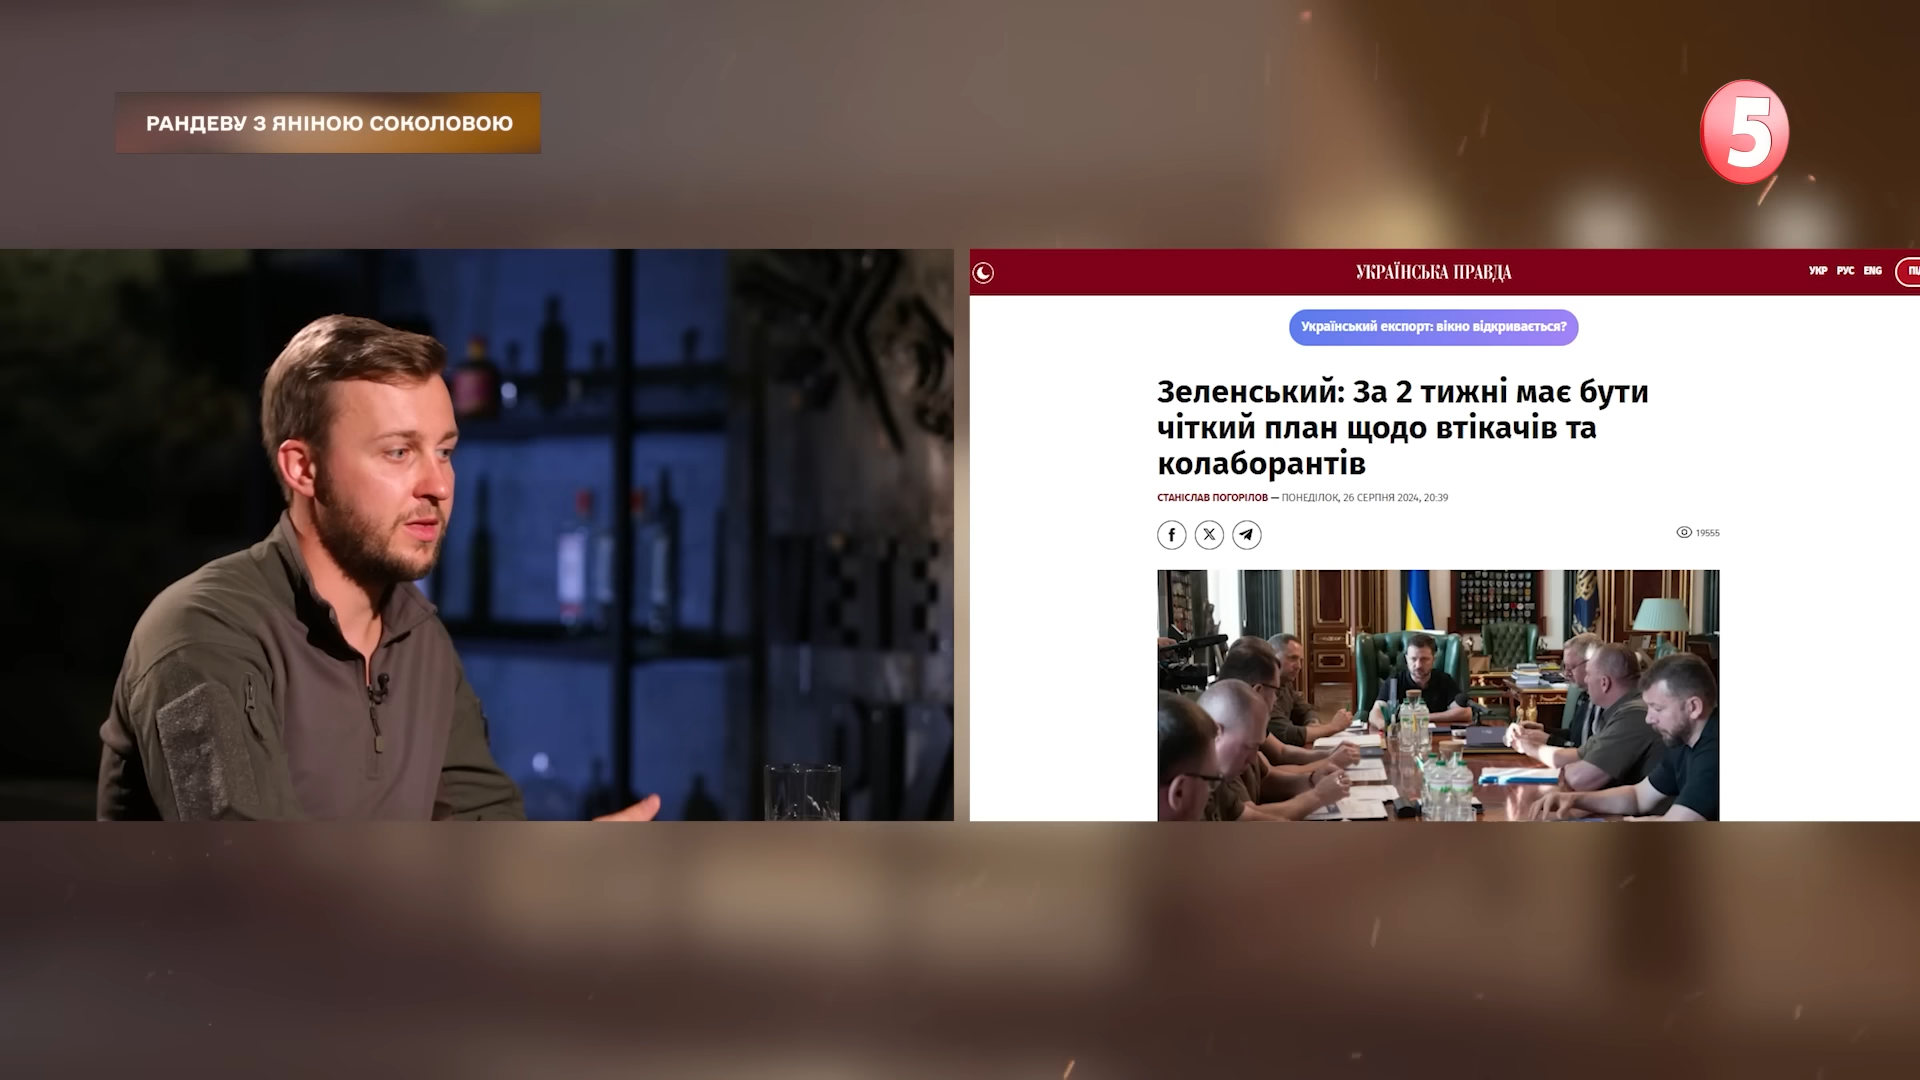 РАНДЕВУ З ЯНІНОЮ СОКОЛОВОЮ
5
УКРАЇНСЬКА ПРАВДА
УКР РУС ENG
Український експорт: вікно відкривається?
Зеленський: За 2 тижні має бути
чіткий план щодо втікачів та
колаборантів
СТАНІСЛАВ ПОГОРІЛОВ — ПОНЕДІЛОК, 26 СЕРПНЯ 2024, 20:39
19555